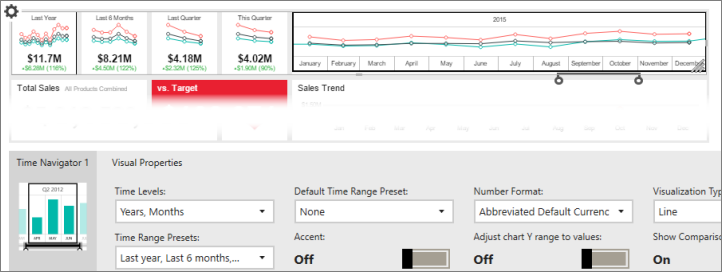 Last Year Last 6 Months Last Quarter This Quarter 2015
$11.7M $8.21M $4.18M $4.02M
+$6.28M (116%) +$4.50M (122%) +$2.32M (125%) +$1.90M (90%)
January February March April May June July August September October November December
Total Sales All Products Combined vs. Target Sales Trend
Time Navigator 1 Visual Properties
Q2 2012
Time Levels: Default Time Range Preset: Number Format: Visualization Typ
Years, Months None Abbreviated Default Currenc Line
Time Range Presets: Accent: Adjust chart Y range to values: Show Comparis
Last year, Last 6 months,... Off Off On